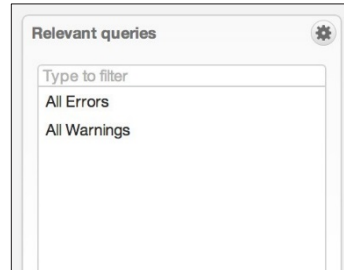 Relevant queries
Type to filter
All Errors
All Warnings